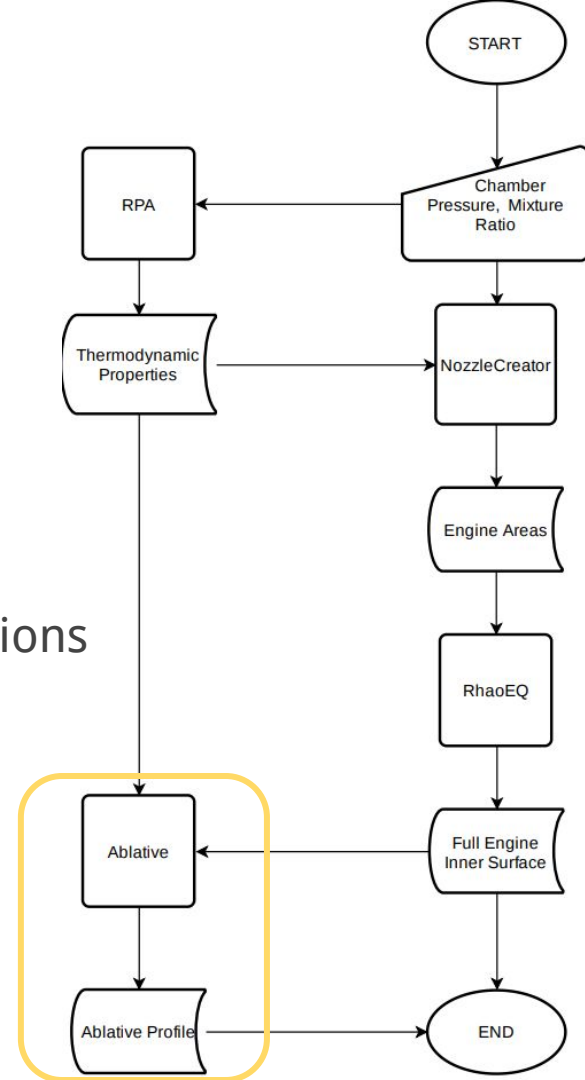 START
RPA
Chamber
Pressure, Mixture
Ratio
Thermodynamic
Properties
NozzleCreator
Engine Areas
ions
RhaoEQ
Ablative
Full Engine
Inner Surface
Ablative Profile
END